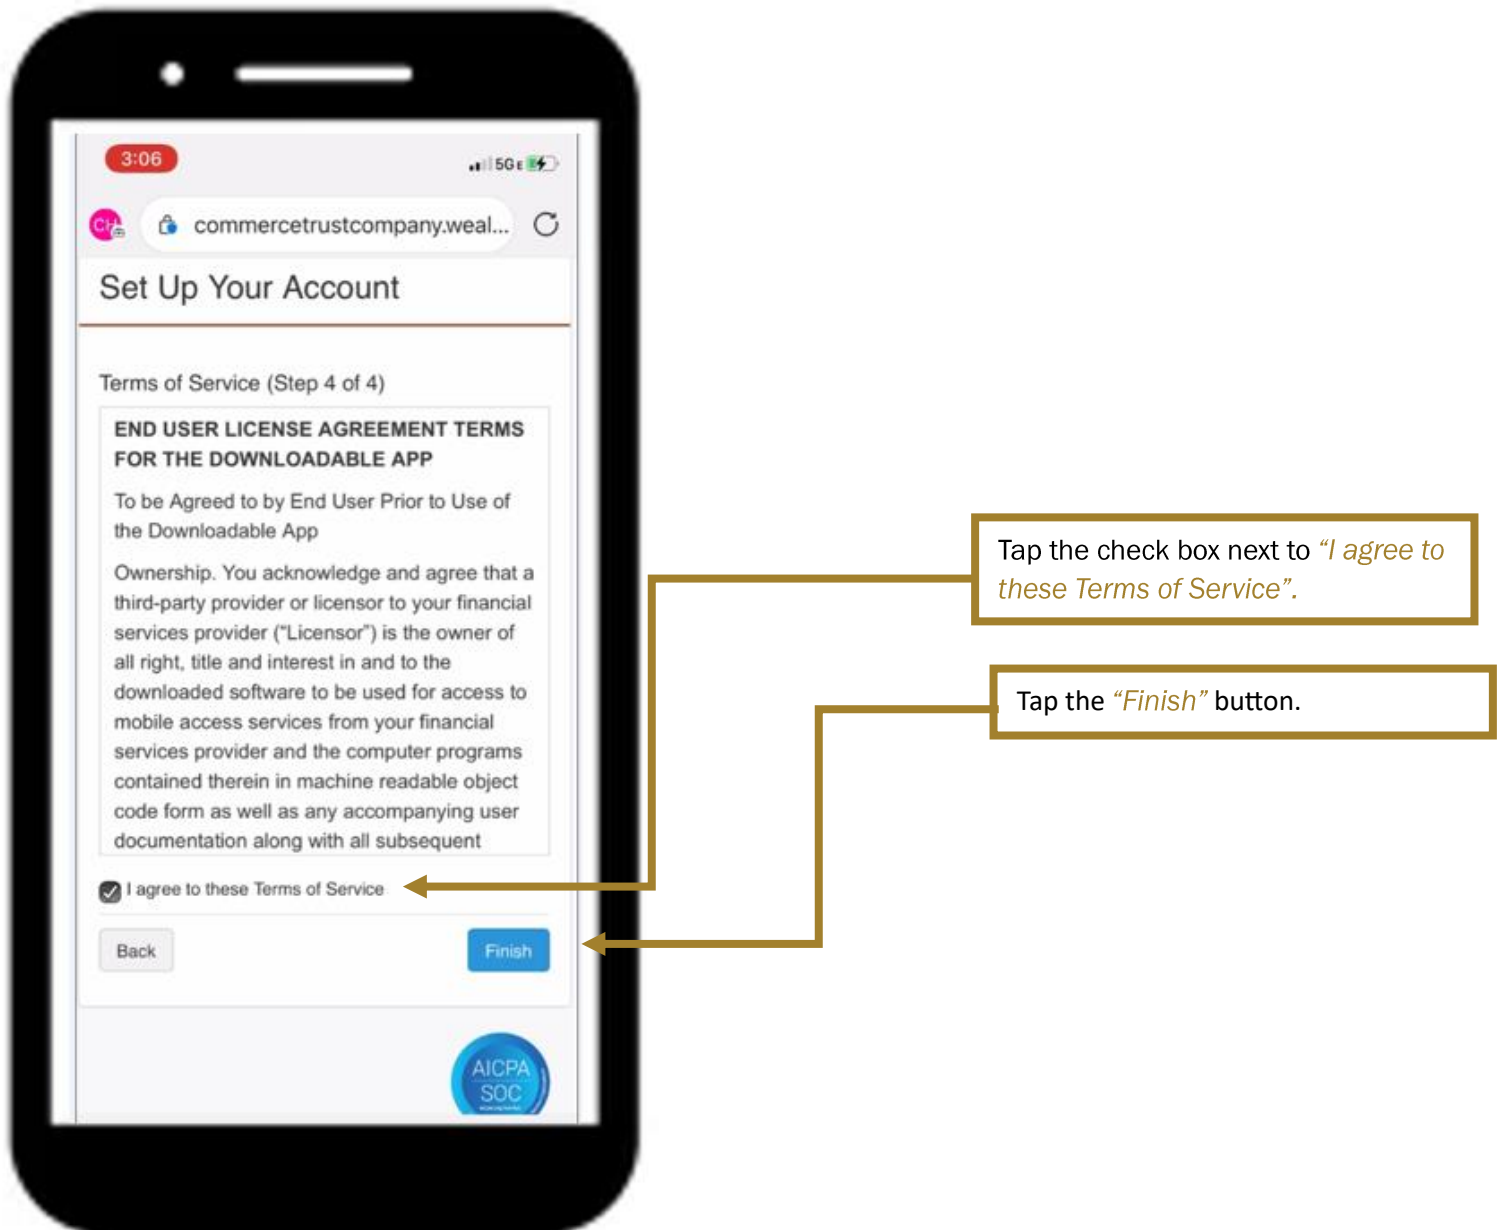 3:06
5G E
CH
commercetrustcompany.weal...
Set Up Your Account
Terms of Service (Step 4 of 4)
END USER LICENSE AGREEMENT TERMS
FOR THE DOWNLOADABLE APP
To be Agreed to by End User Prior to Use of
the Downloadable App
Ownership. You acknowledge and agree that a
third-party provider or licensor to your financial
services provider (“Licensor”) is the owner of
all right, title and interest in and to the
downloaded software to be used for access to
mobile access services from your financial
services provider and the computer programs
contained therein in machine readable object
code form as well as any accompanying user
documentation along with all subsequent
I agree to these Terms of Service
Back
Finish
AICPA
SOC
Tap the check box next to “I agree to
these Terms of Service”.
Tap the “Finish” button.